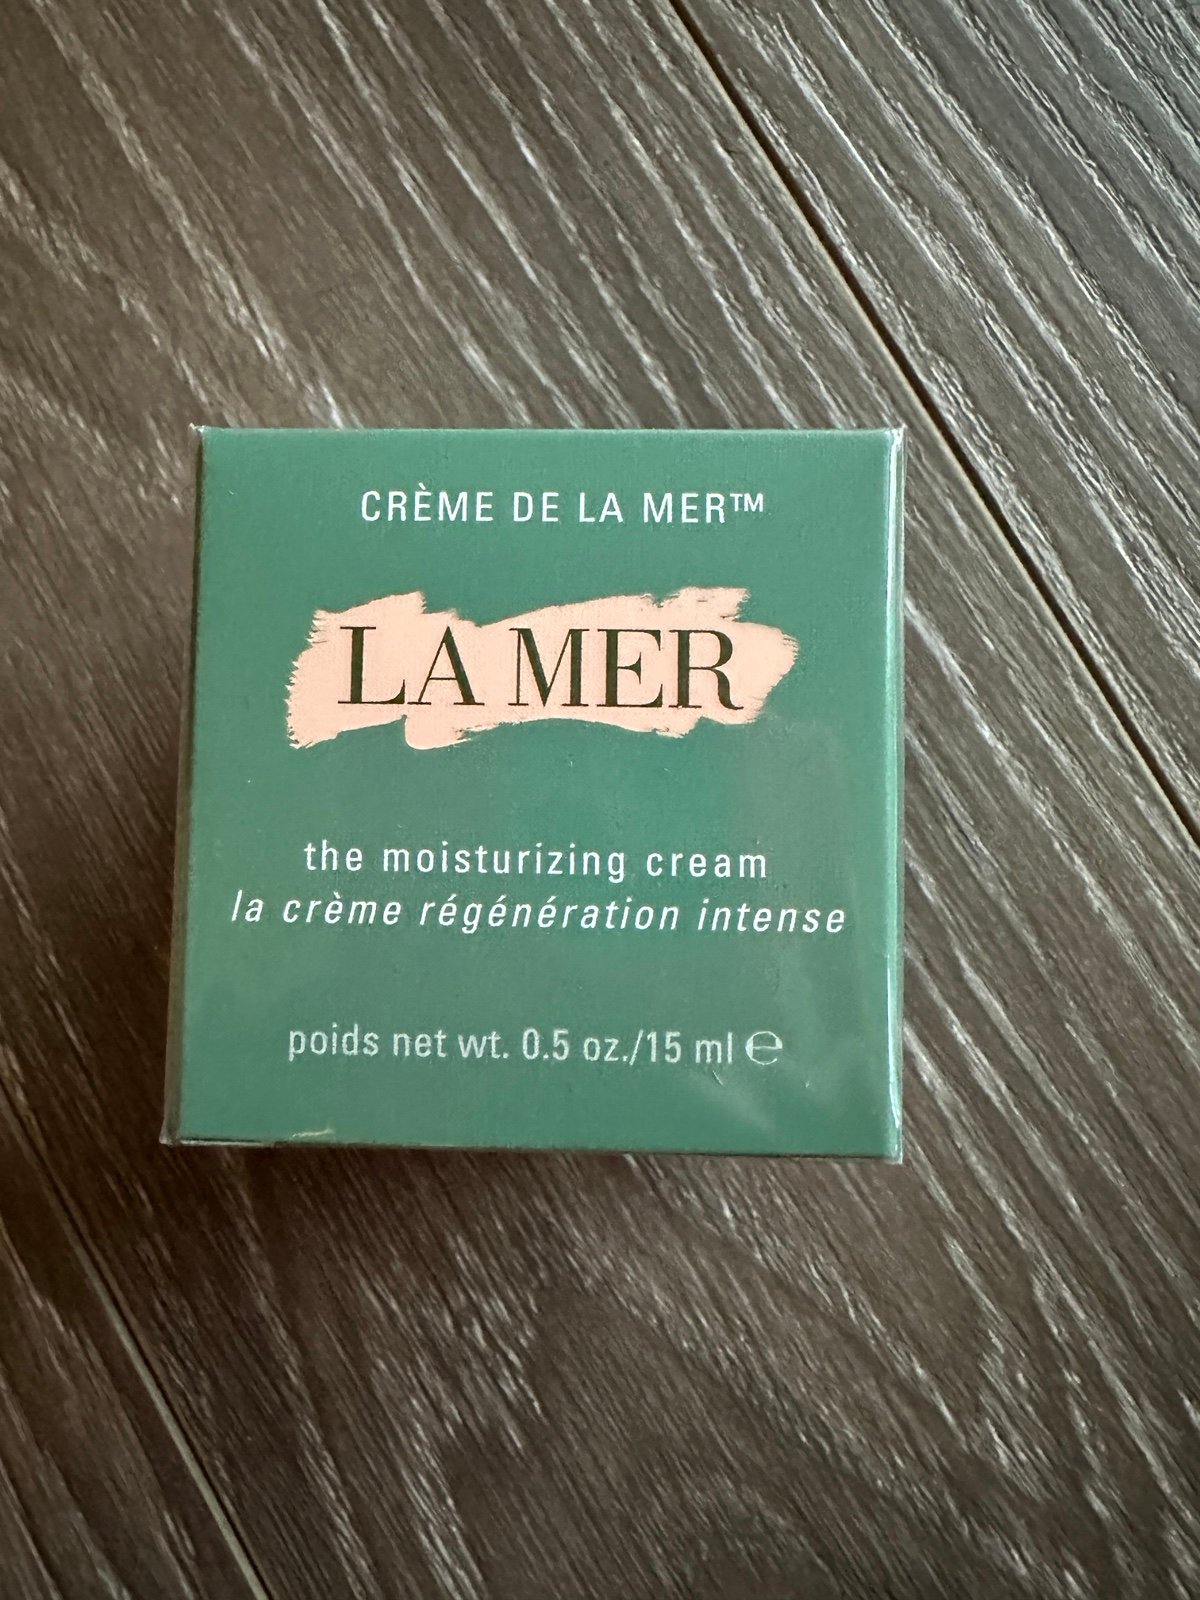 CRÈME DE LA MER™
LA MER
the moisturizing cream
la crème régénération intense
poids net wt. 0.5 oz./15 ml ℮